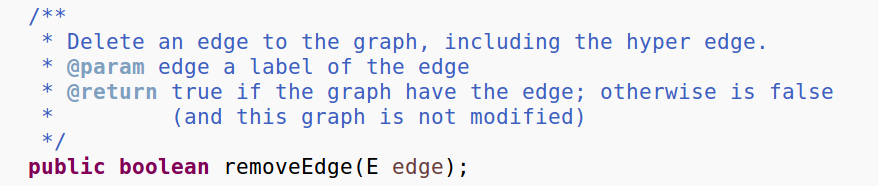 /**
 * Delete an edge to the graph, including the hyper edge.
 * @param edge a label of the edge
 * @return true if the graph have the edge; otherwise is false
 *         (and this graph is not modified)
 */
public boolean removeEdge(E edge);